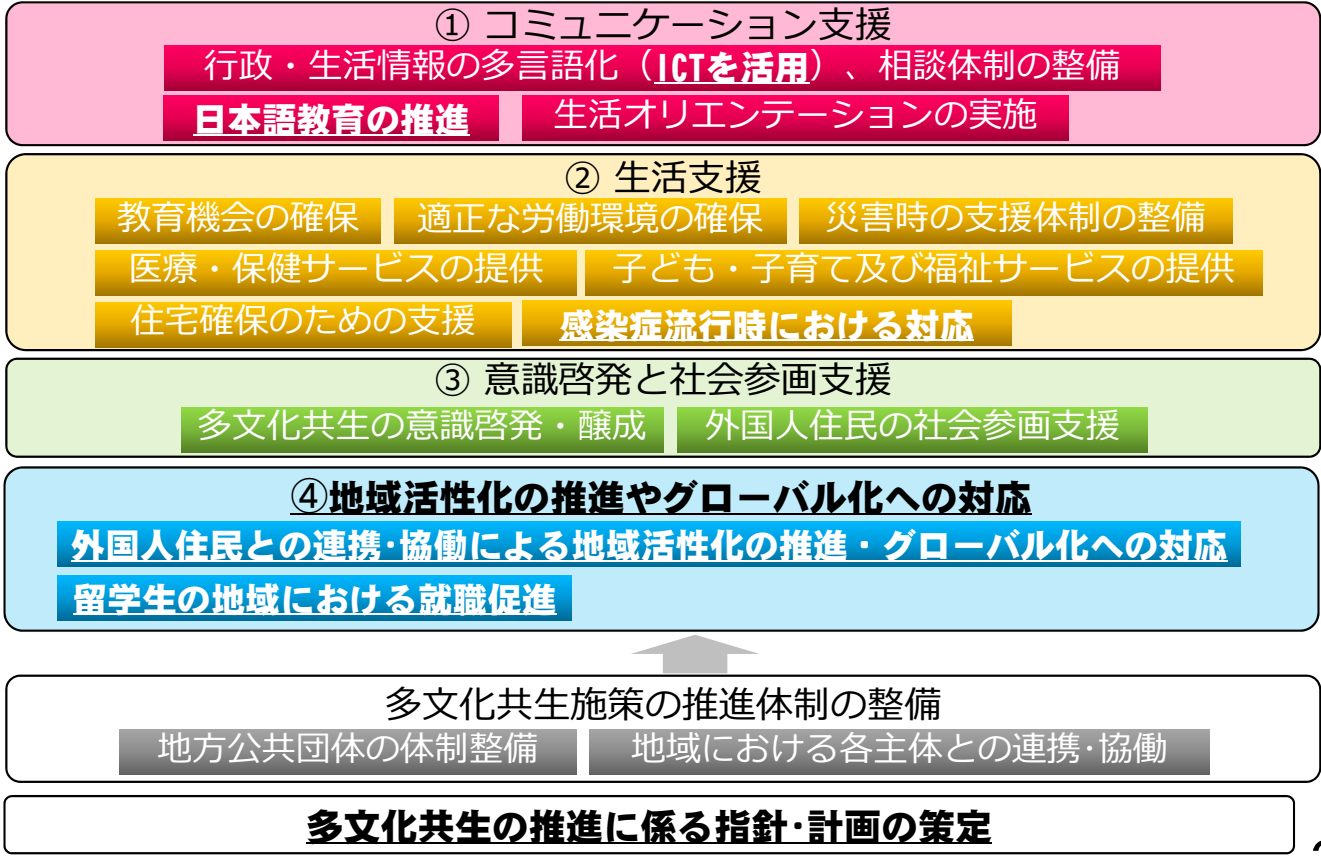 ① コミュニケーション支援
行政・生活情報の多言語化（ICTを活用）、相談体制の整備
日本語教育の推進 生活オリエンテーションの実施
② 生活支援
教育機会の確保 適正な労働環境の確保 災害時の支援体制の整備
医療・保健サービスの提供 子ども・子育て及び福祉サービスの提供
住宅確保のための支援 感染症流行時における対応
③ 意識啓発と社会参画支援
多文化共生の意識啓発・醸成 外国人住民の社会参画支援
④地域活性化の推進やグローバル化への対応
外国人住民との連携･協働による地域活性化の推進・グローバル化への対応
留学生の地域における就職促進
多文化共生施策の推進体制の整備
地方公共団体の体制整備 地域における各主体との連携･協働
多文化共生の推進に係る指針･計画の策定